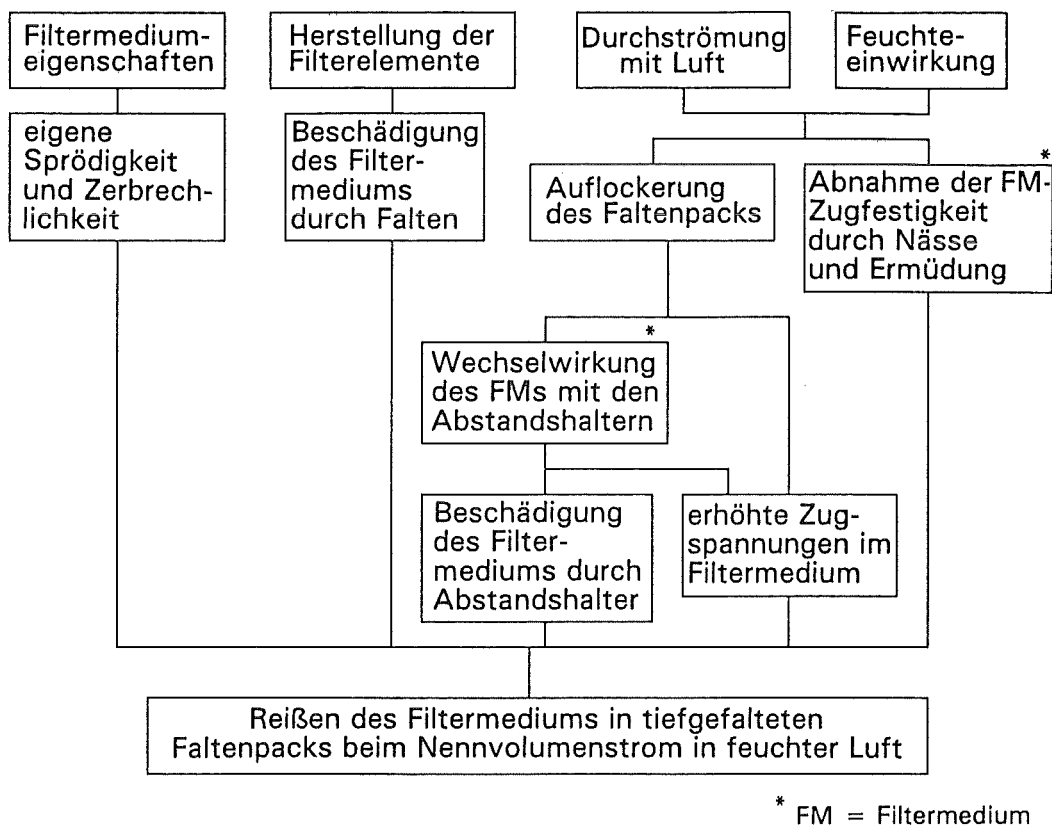 Filtermedium-
eigenschaften
Herstellung der
Filterelemente
Durchströmung
mit Luft
Feuchte-
einwirkung
eigene
Sprödigkeit
und Zerbrech-
lichkeit
Beschädigung
des Filter-
mediums
durch Falten
Auflockerung
des Faltenpacks
*
Abnahme der FM-
Zugfestigkeit
durch Nässe
und Ermüdung
*
Wechselwirkung
des FMs mit den
Abstandshaltern
Beschädigung
des Filter-
mediums durch
Abstandshalter
erhöhte Zug-
spannungen im
Filtermedium
Reißen des Filtermediums in tiefgefalteten
Faltenpacks beim Nennvolumenstrom in feuchter Luft
* FM = Filtermedium